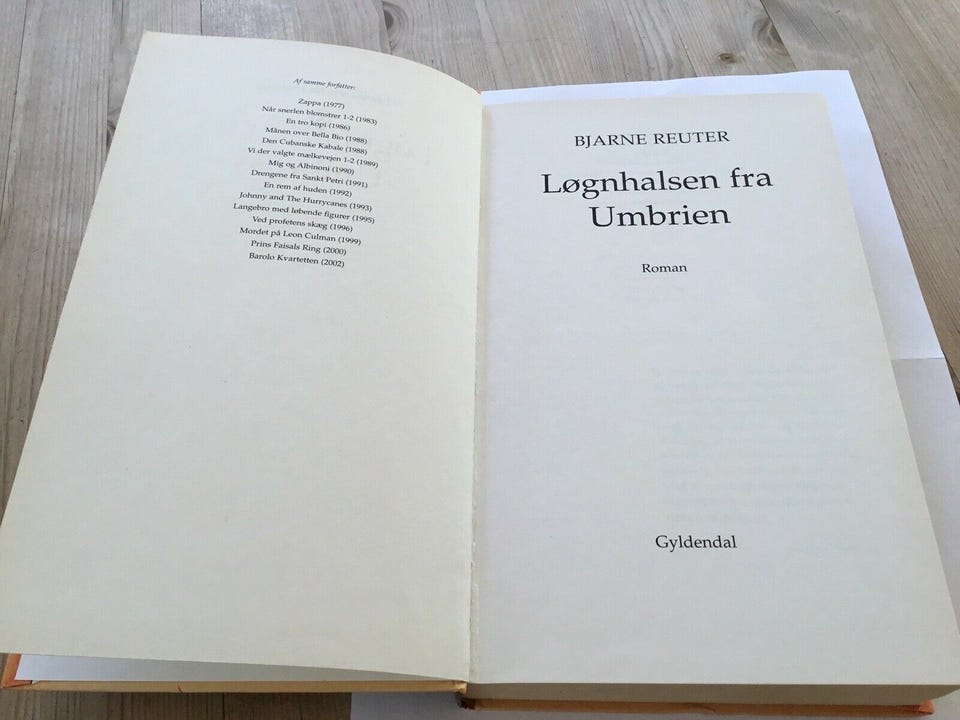 Af samme forfatter:
Zappa (1977)
Når snerlen blomstrer 1-2 (1983)
En tro kopi (1986)
Månen over Bella Bio (1988)
Den Cubanske Kabale (1988)
Vi der valgte mælkevejen 1-2 (1989)
Mig og Albinoni (1990)
Drengene fra Sankt Petri (1991)
En rem af huden (1992)
Johnny and The Hurrycanes (1993)
Langebro med løbende figurer (1995)
Ved profetens skæg (1996)
Mordet på Leon Culman (1999)
Prins Faisals Ring (2000)
Barolo Kvartetten (2002)
BJARNE REUTER
Løgnhalsen fra
Umbrien
Roman
Gyldendal